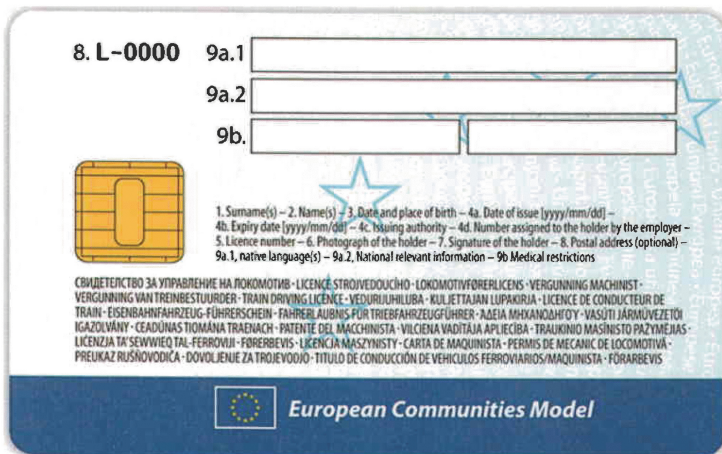 8. L-0000 9a.1
9a.2
9b.
1. Surname(s) – 2. Name(s) – 3. Date and place of birth – 4a. Date of issue [yyyy/mm/dd] –
4b. Expiry date [yyyy/mm/dd] – 4c. Issuing authority – 4d. Number assigned to the holder by the employer –
5. Licence number – 6. Photograph of the holder – 7. Signature of the holder – 8. Postal address (optional) –
9a.1, native language(s) – 9a.2, National relevant information – 9b Medical restrictions
СВИДЕТЕЛСТВО ЗА УПРАВЛЕНИЕ НА ЛОКОМОТИВ · LICENCE STROJVEDOUCÍHO · LOKOMOTIVFØRERLICENS · VERGUNNING MACHINIST ·
VERGUNNING VAN TREINBESTUURDER · TRAIN DRIVING LICENCE · VEDURIJUHILUBA · KULJETTAJAN LUPAKIRJA · LICENCE DE CONDUCTEUR DE
TRAIN · EISENBAHNFAHRZEUG-FÜHRERSCHEIN · FAHRERLAUBNIS FÜR TRIEBFAHRZEUGFÜHRER · ΆΔΕΙΑ ΜΗΧΑΝΟΔΗΓΟΥ · VASÚTI JÁRMŰVEZETŐI
IGAZOLVÁNY · CEADÚNAS TIOMÁNA TRAENACH · PATENTE DEL MACCHINISTA · VILCIENA VADĪTĀJA APLIECĪBA · TRAUKINIO MAŠINISTO PAŽYMĖJIMAS ·
LIĊENZJA TA' SEWWIEQ TAL-FERROVIJI · FØRERBEVIS · LICENCJA MASZYNISTY · CARTA DE MAQUINISTA · PERMIS DE MECANIC DE LOCOMOTIVĂ ·
PREUKAZ RUŠŇOVODIČA · DOVOLJENJE ZA TROJEVODJO · TITULO DE CONDUCCIÓN DE VEHICULOS FERROVIARIOS/MAQUINISTA · FÖRARBEVIS
European Communities Model